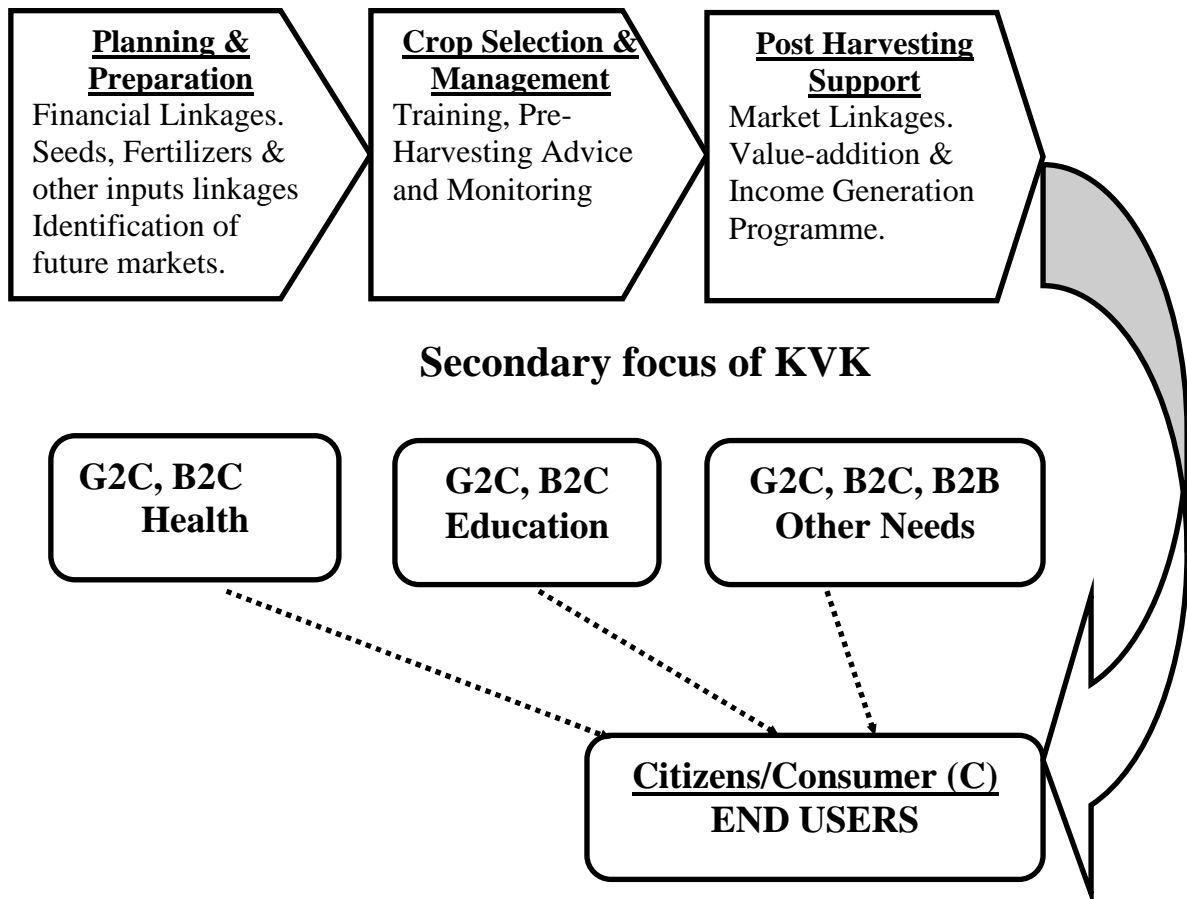 Planning &
Preparation
Financial Linkages.
Seeds, Fertilizers &
other inputs linkages
Identification of
future markets.
Crop Selection &
Management
Training, Pre-
Harvesting Advice
and Monitoring
Post Harvesting
Support
Market Linkages.
Value-addition &
Income Generation
Programme.
Secondary focus of KVK
G2C, B2C
Health
G2C, B2C
Education
G2C, B2C, B2B
Other Needs
Citizens/Consumer (C)
END USERS